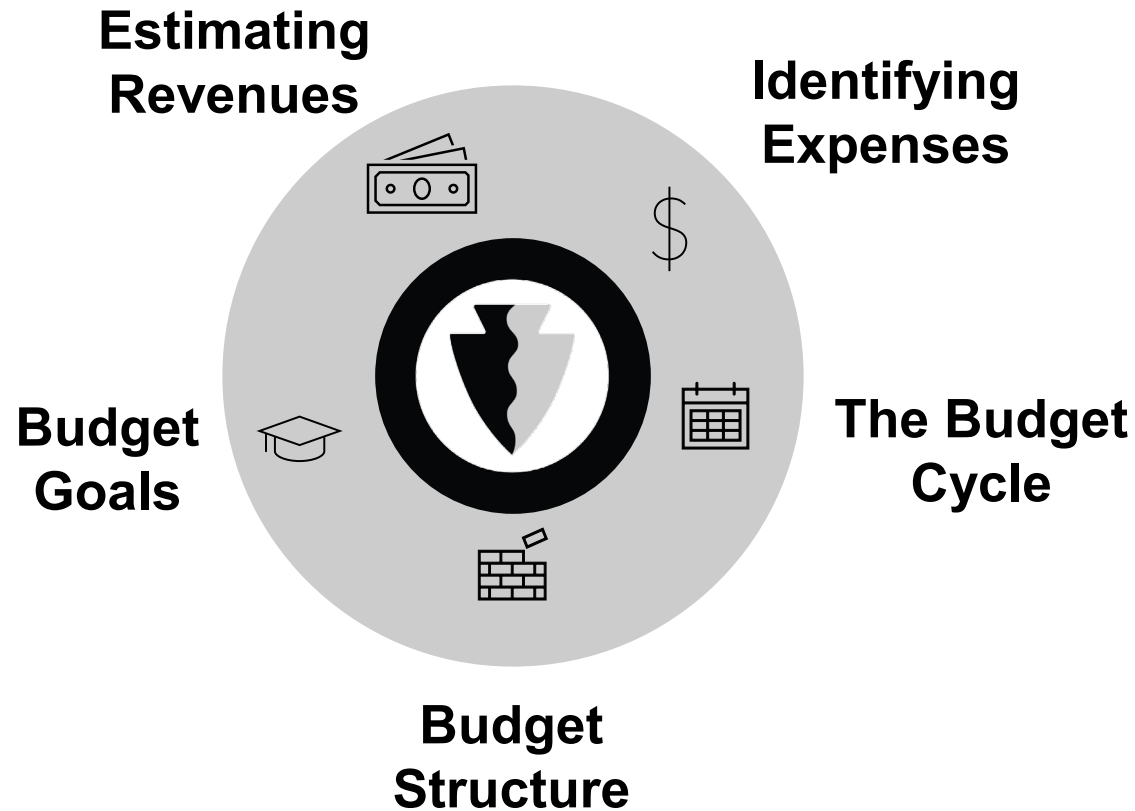 Estimating
Revenues
Identifying
Expenses
The Budget
Cycle
Budget
Structure
Budget
Goals